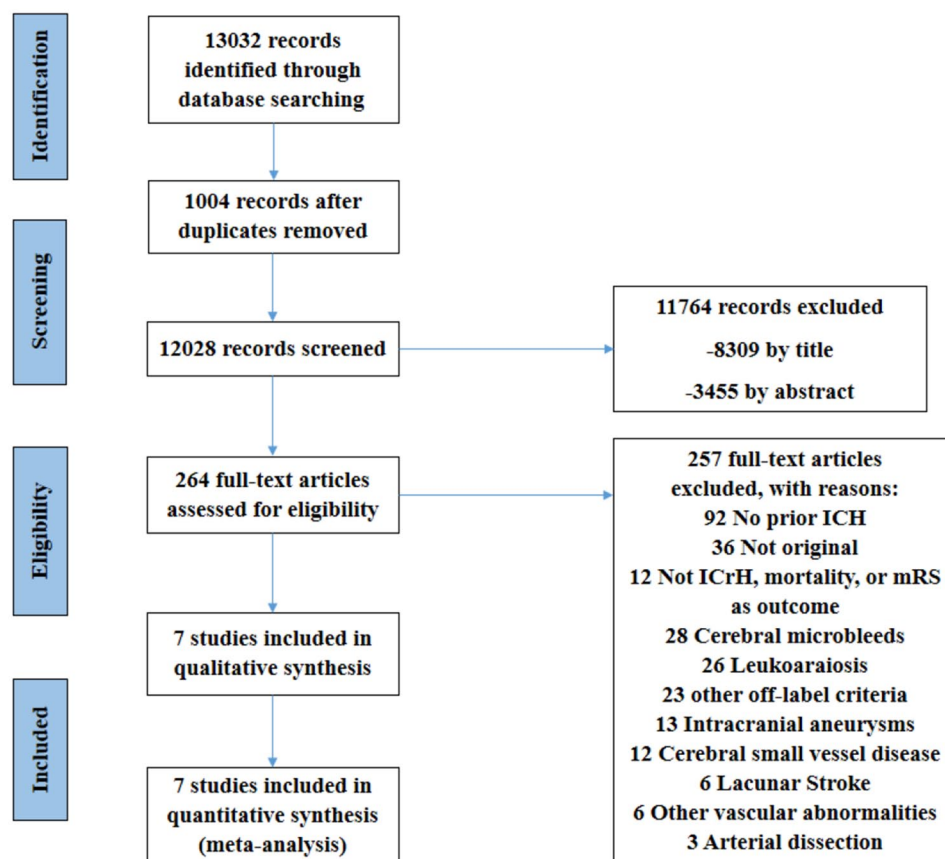 Identification
13032 records
identified through
database searching
1004 records after
duplicates removed
Screening
12028 records screened
11764 records excluded
-8309 by title
-3455 by abstract
Eligibility
264 full-text articles
assessed for eligibility
257 full-text articles
excluded, with reasons:
92 No prior ICH
36 Not original
12 Not ICrH, mortality, or mRS
as outcome
28 Cerebral microbleeds
26 Leukoaraiosis
23 other off-label criteria
13 Intracranial aneurysms
12 Cerebral small vessel disease
6 Lacunar Stroke
6 Other vascular abnormalities
3 Arterial dissection
7 studies included in
qualitative synthesis
Included
7 studies included in
quantitative synthesis
(meta-analysis)